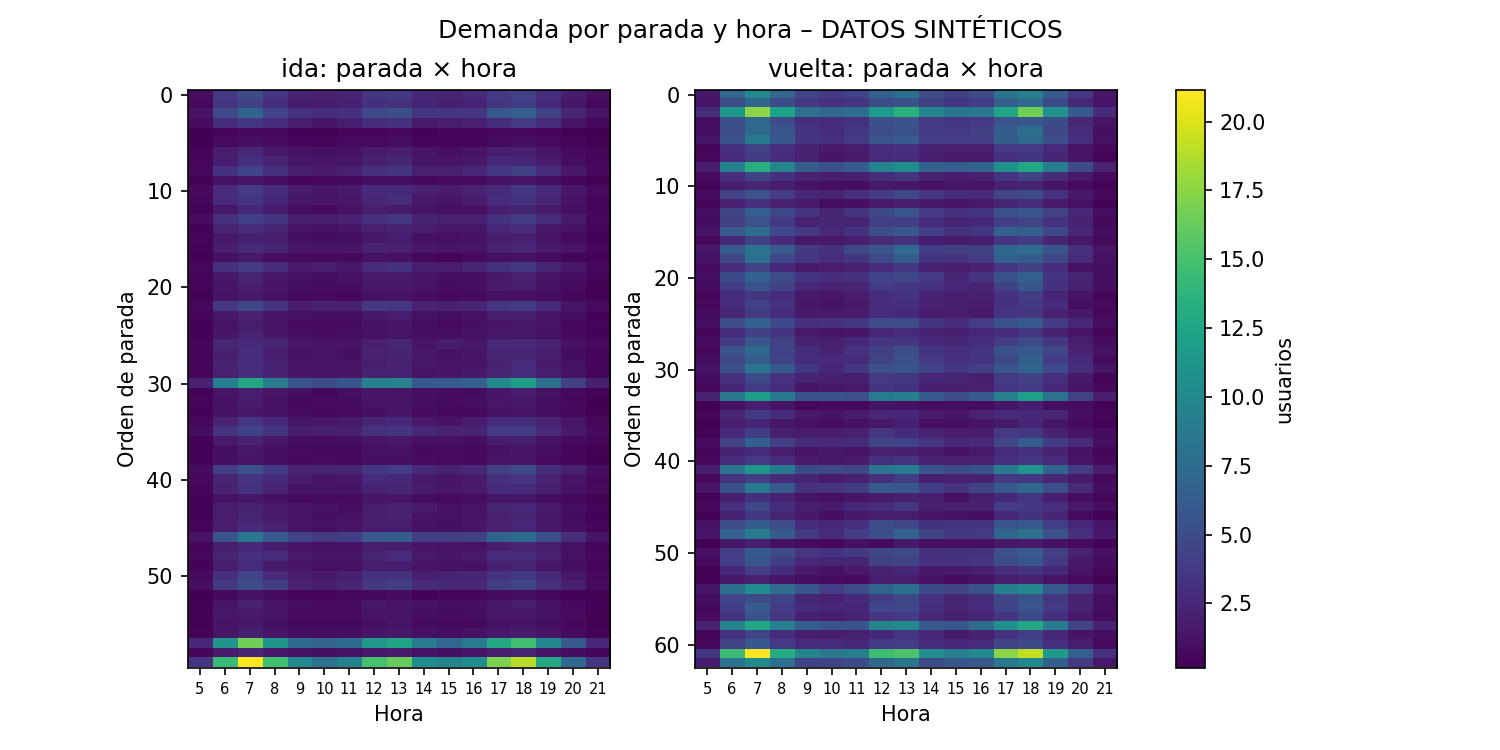 Demanda por parada y hora – DATOS SINTÉTICOS
ida: parada × hora
vuelta: parada × hora
Orden de parada
0
10
20
30
40
50
5 6 7 8 9 10 11 12 13 14 15 16 17 18 19 20 21
Hora
Orden de parada
0
10
20
30
40
50
60
5 6 7 8 9 10 11 12 13 14 15 16 17 18 19 20 21
Hora
20.0
17.5
15.0
12.5
10.0
7.5
5.0
2.5
usuarios